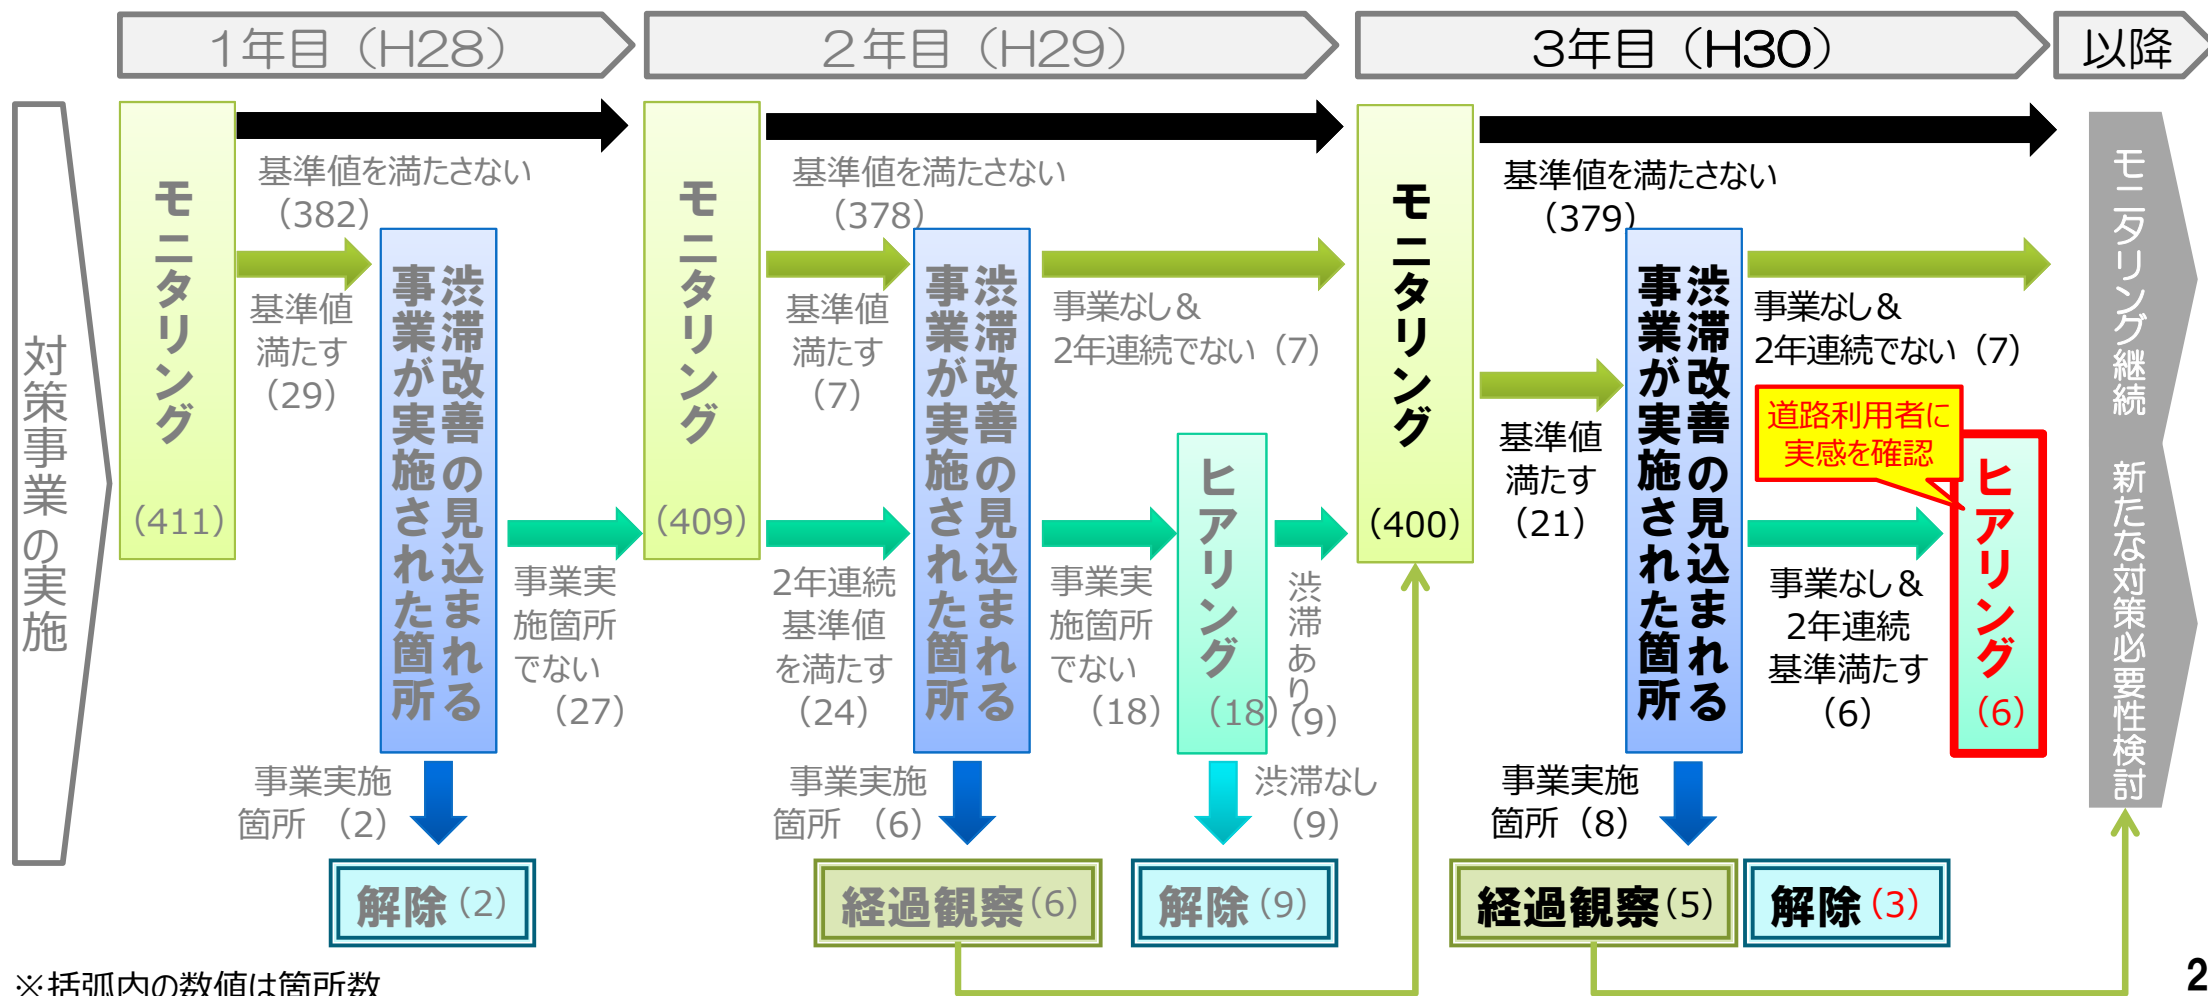 1年目（H28）
2年目（H29）
3年目（H30）
以降
対策事業の実施
モニタリング
（411）
基準値を満たさない
（382）
基準値
満たす
（29）
渋滞改善の見込まれる
事業が実施された箇所
事業実
施箇所
でない
（27）
事業実施
箇所（2）
解除（2）
モニタリング
（409）
基準値を満たさない
（378）
基準値
満たす
（7）
2年連続
基準値
を満たす
（24）
渋滞改善の見込まれる
事業が実施された箇所
事業なし＆
2年連続でない（7）
事業実
施箇所
でない
（18）
ヒアリング
（18）
渋滞あり
（9）
事業実施
箇所（6）
渋滞なし
（9）
経過観察（6）
解除（9）
モニタリング
（400）
基準値を満たさない
（379）
基準値
満たす
（21）
渋滞改善の見込まれる
事業が実施された箇所
事業なし＆
2年連続でない（7）
道路利用者に
実感を確認
事業なし＆
2年連続
基準満たす
（6）
ヒアリング
（6）
事業実施
箇所（8）
経過観察（5）
解除（3）
モニタリング継続　新たな対策必要性検討
※括弧内の数値は箇所数
2